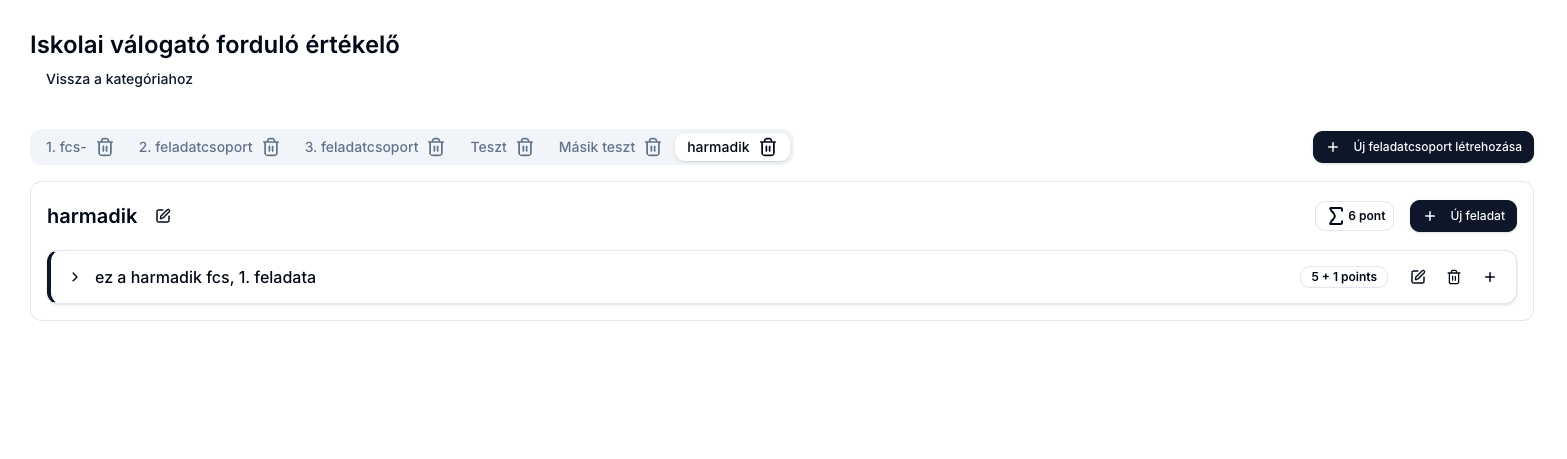 Iskolai válogató forduló értékelő
Vissza a kategóriahoz
1. fcs- 2. feladatcsoport 3. feladatcsoport Teszt Másik teszt harmadik + Új feladatcsoport létrehozása
harmadik ∑ 6 pont + Új feladat
ez a harmadik fcs, 1. feladata 5 + 1 points +